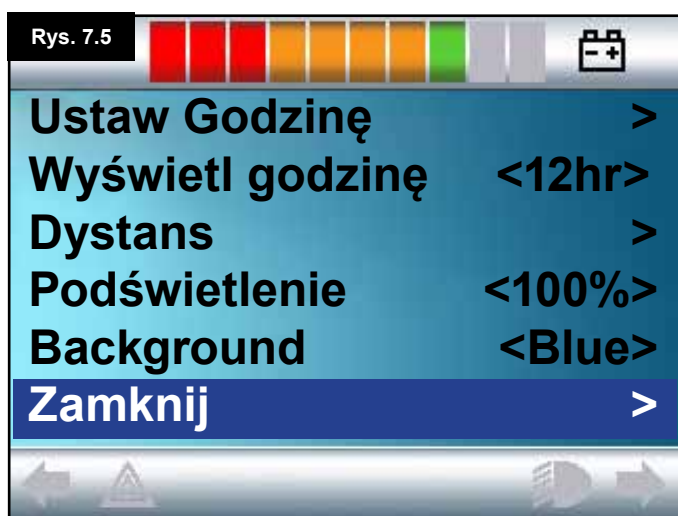 Rys. 7.5
Ustaw Godzinę >
Wyświetl godzinę <12hr>
Dystans >
Podświetlenie <100%>
Background <Blue>
Zamknij >